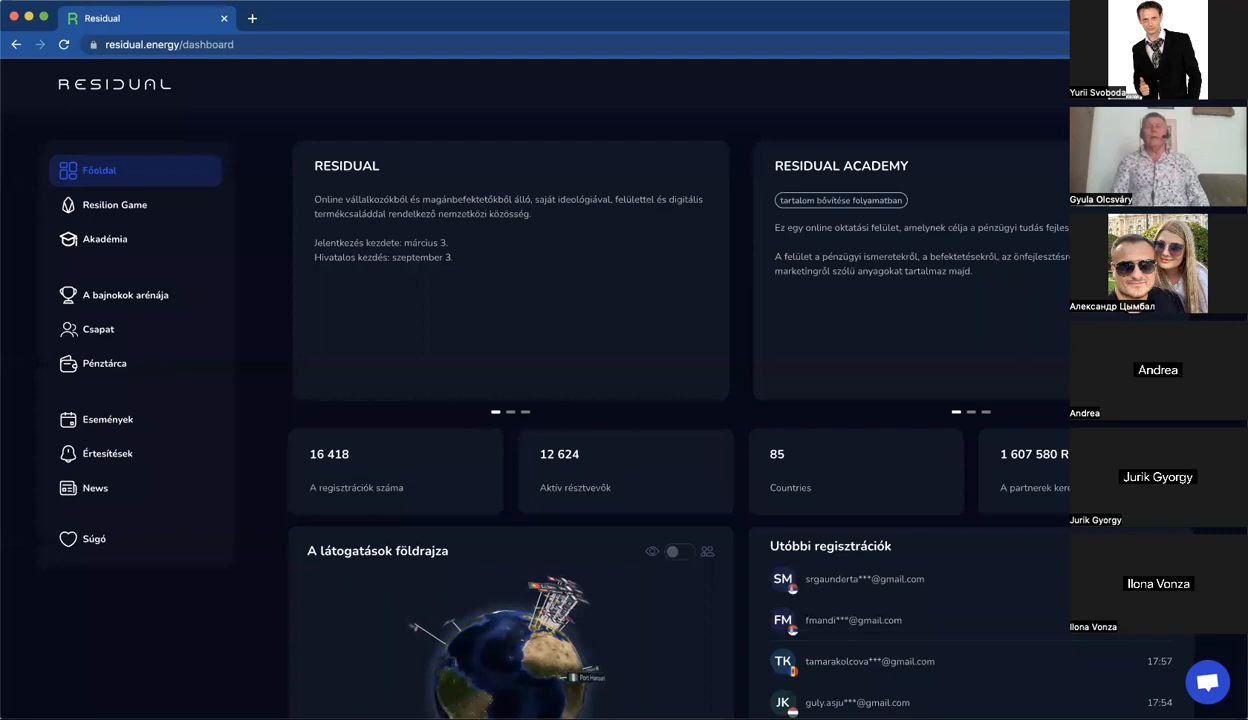 Residual
residual.energy/dashboard
RESIDUAL
Főoldal
Resilion Game
Akadémia
A bajnokok arénája
Csapat
Pénztárca
Események
Értesítések
News
Súgó
RESIDUAL
Online vállalkozókból és magánbefektetőkből álló, saját ideológiával, felülettel és digitális
termékcsaláddal rendelkező nemzetközi közösség.
Jelentkezés kezdete: március 3.
Hivatalos kezdés: szeptember 3.
RESIDUAL ACADEMY
tartalom bővítése folyamatban
Ez egy online oktatási felület, amelynek célja a pénzügyi tudás fejles
A felület a pénzügyi ismeretekről, a befektetésekről, az önfejlesztésr
marketingről szóló anyagokat tartalmaz majd.
16 418
A regisztrációk száma
12 624
Aktív résztvevők
85
Countries
1 607 580 R
A partnerek kere
A látogatások földrajza
Port Harcourt
Utóbbi regisztrációk
SM srgaunderta***@gmail.com
FM fmandi***@gmail.com
TK tamarakolcova***@gmail.com 17:57
JK guly.asju***@gmail.com 17:54
Yurii Svoboda
Gyula Olcsváry
Александр Цымбал
Andrea
Andrea
Jurik Gyorgy
Jurik Gyorgy
Ilona Vonza
Ilona Vonza